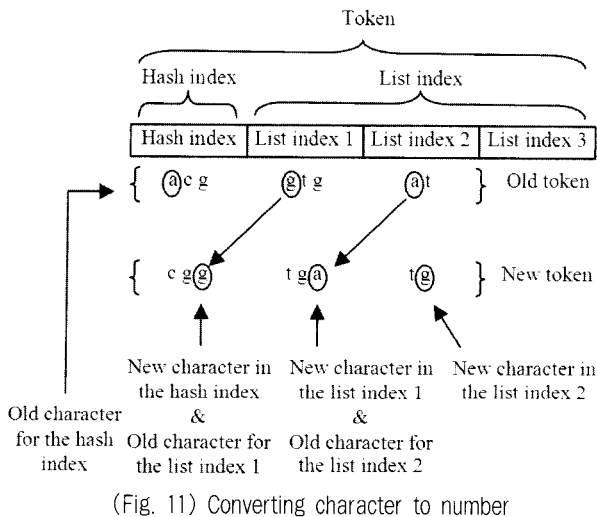 Token
Hash index List index
Hash index List index 1 List index 2 List index 3
{ a c g g t g a t } Old token
{ c g g t g a t g } New token
New character in the hash index & Old character for the list index 1
New character in the list index 1 & Old character for the list index 2
New character in the list index 2
Old character for the hash index
(Fig. 11) Converting character to number